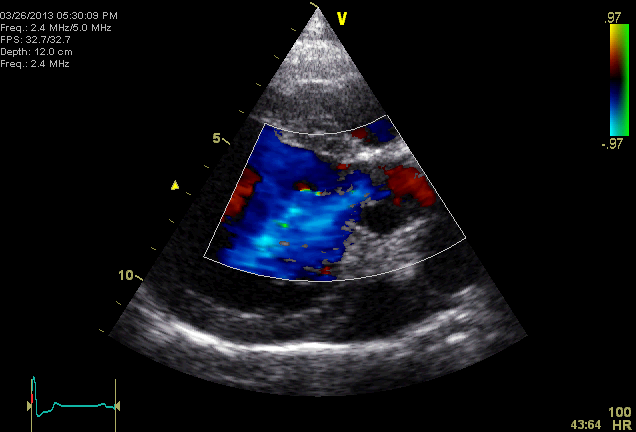 03/26/2013 05:30:09 PM
Freq.: 2.4 MHz/5.0 MHz
FPS: 32.7/32.7
Depth: 12.0 cm
Freq.: 2.4 MHz
V
.97
-.97
5
10
100
43:64 HR